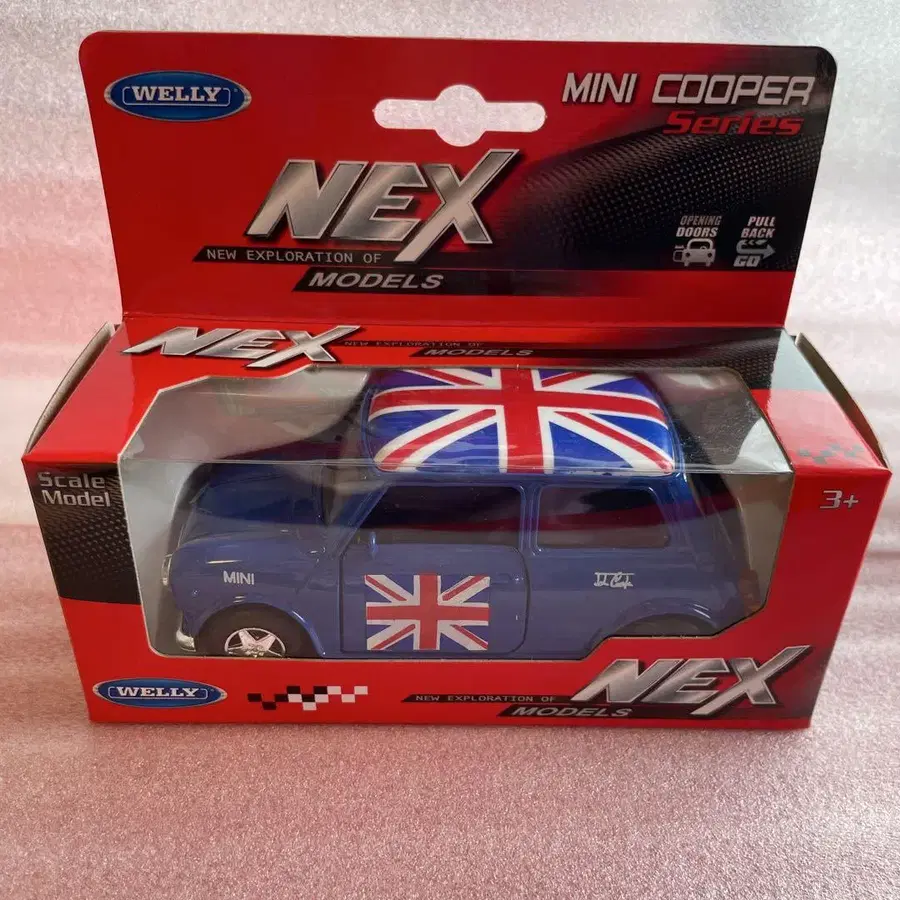 WELLY
MINI COOPER
Series
NEX
NEW EXPLORATION OF
MODELS
OPENING
DOORS
PULL
BACK
GO
NEX
NEW EXPLORATION OF
MODELS
Scale
Model
3+
MINI
WELLY
NEW EXPLORATION OF
MODELS
NEX